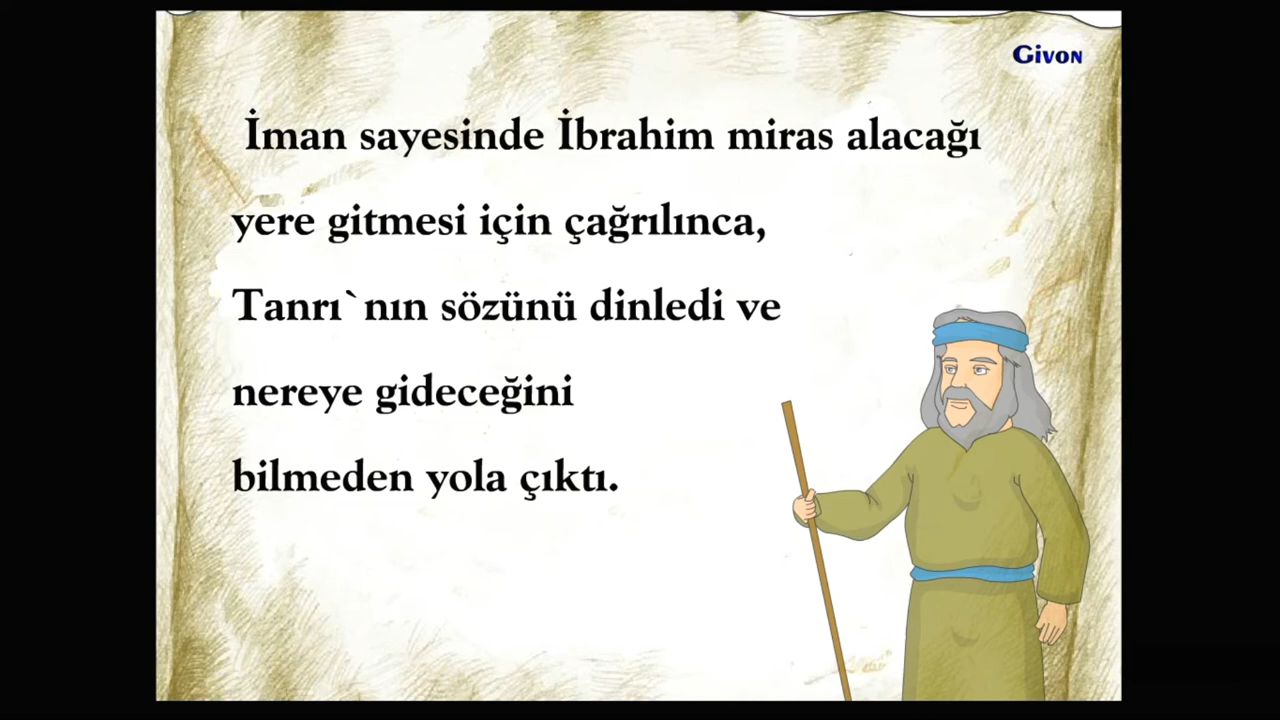 Givon
İman sayesinde İbrahim miras alacağı
yere gitmesi için çağrılınca,
Tanrı`nın sözünü dinledi ve
nereye gideceğini
bilmeden yola çıktı.